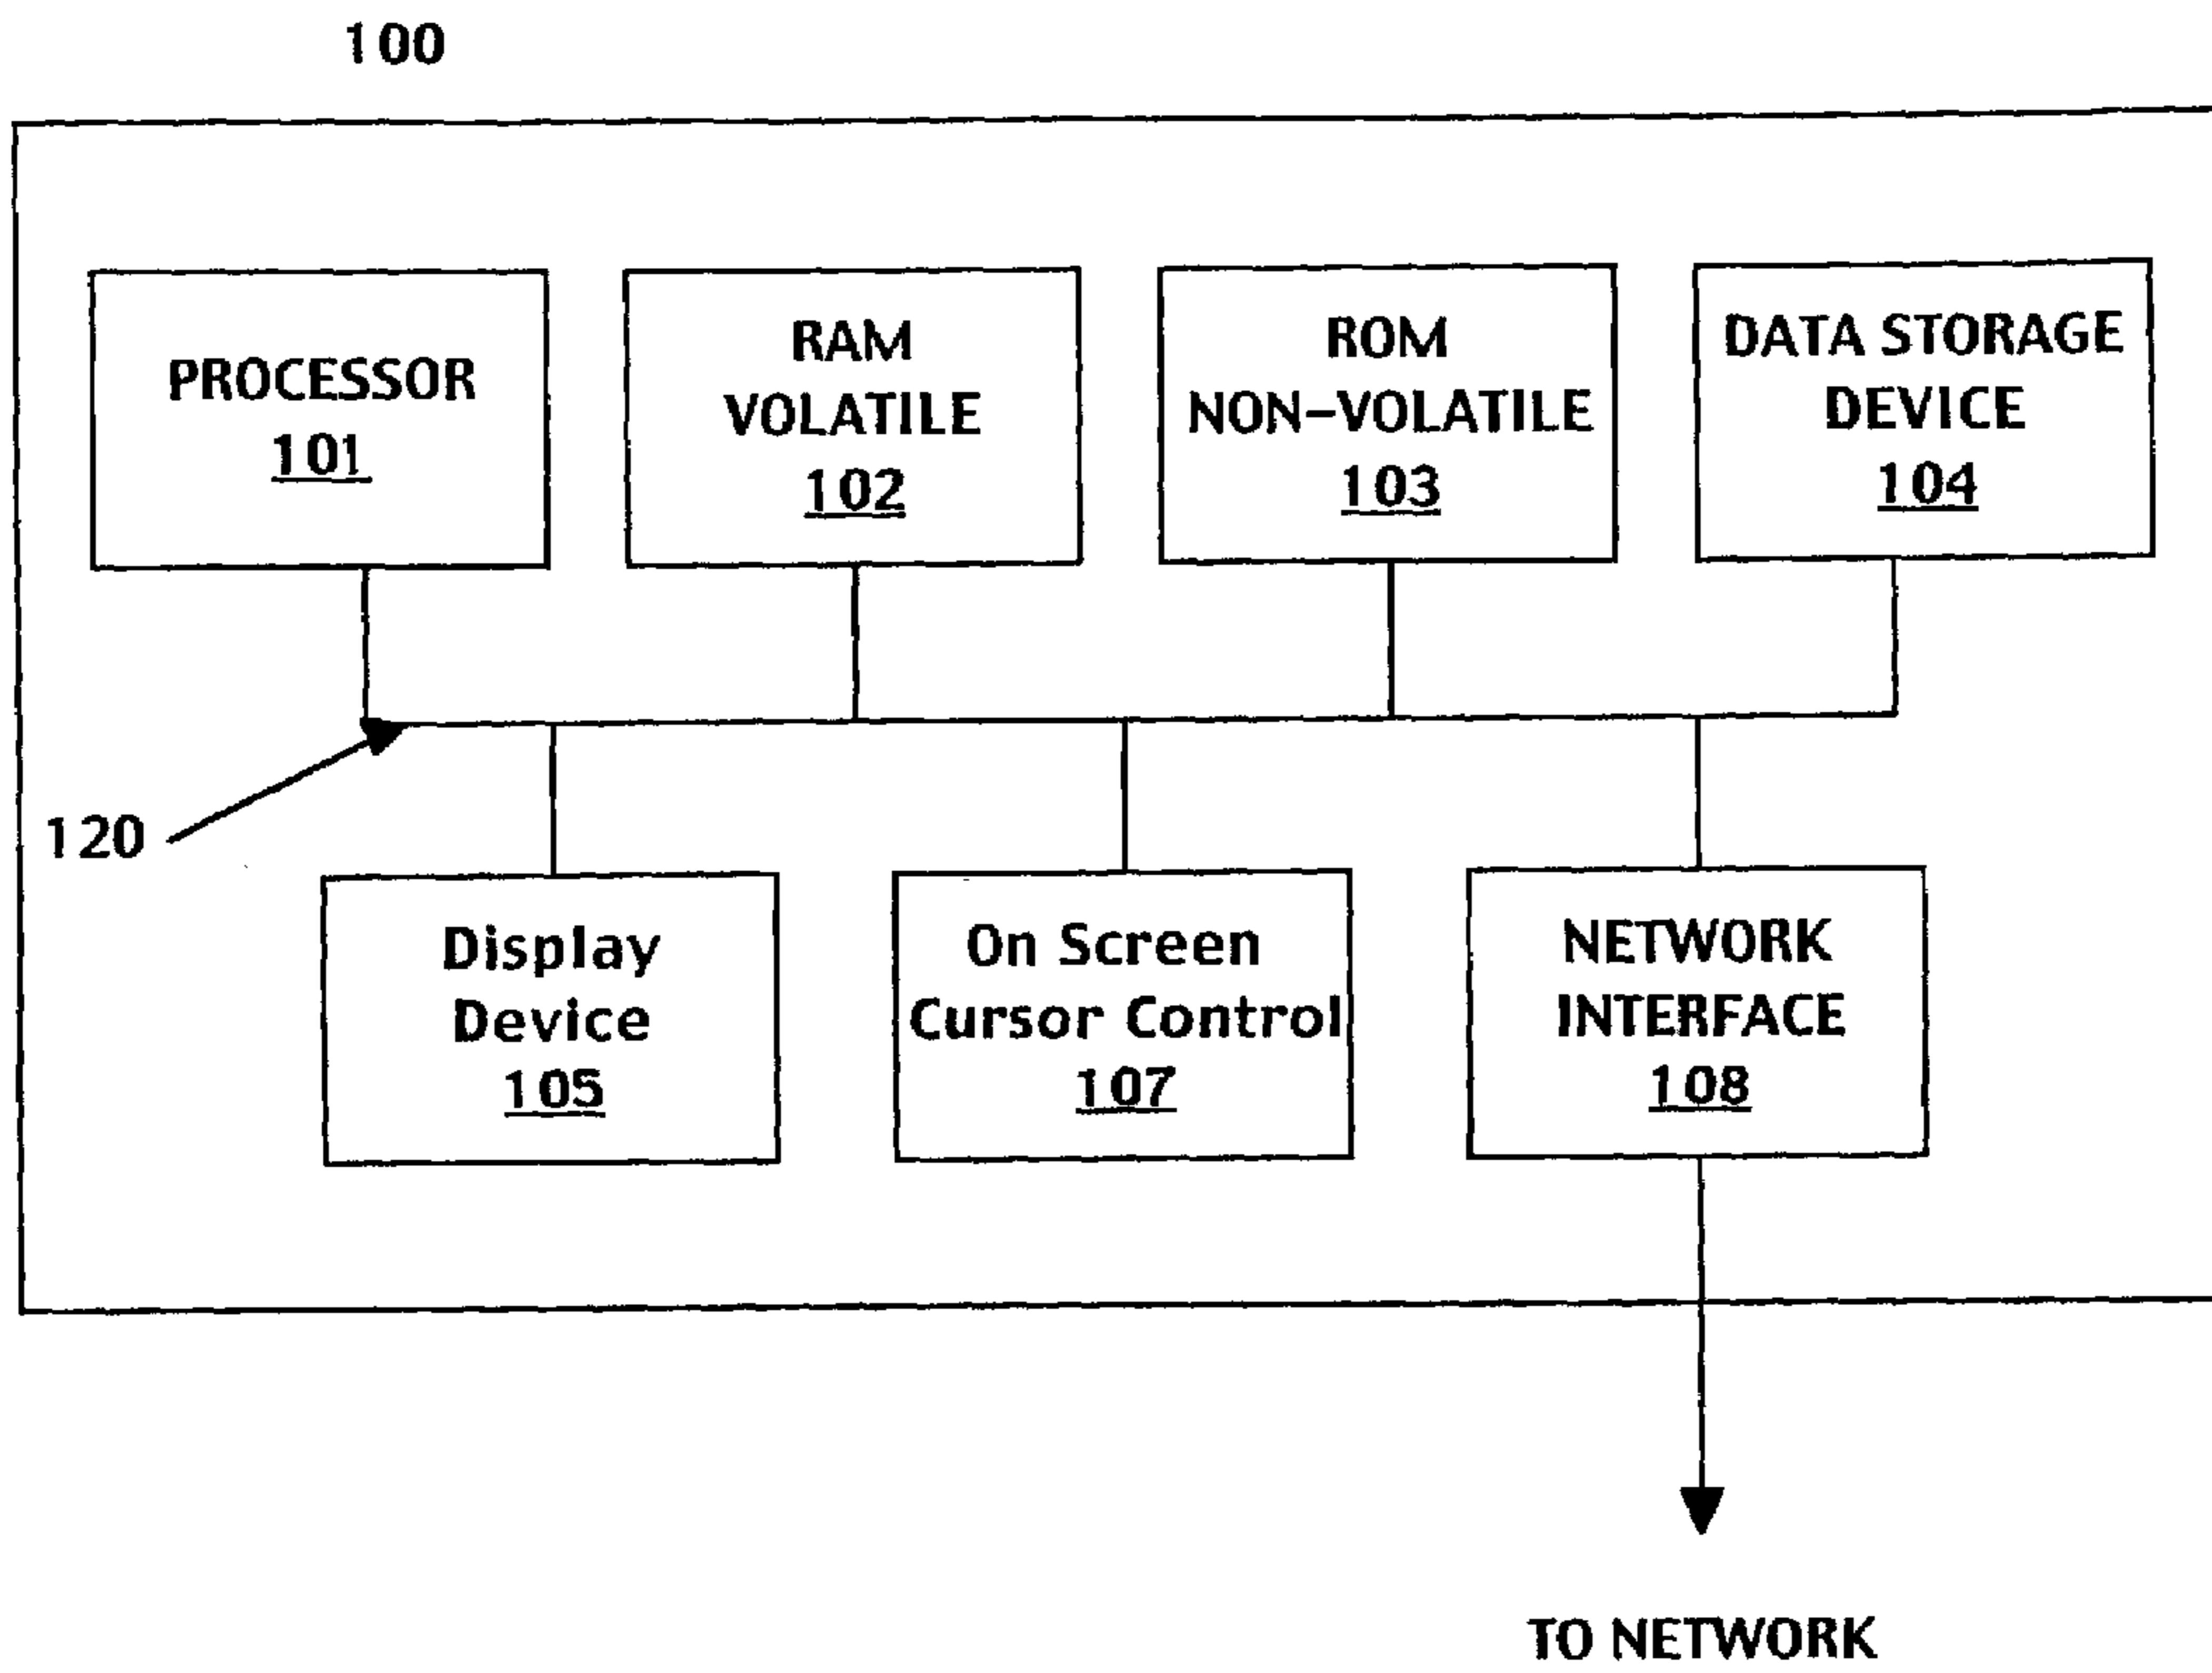 100
PROCESSOR
101
RAM
VOLATILE
102
ROM
NON-VOLATILE
103
DATA STORAGE
DEVICE
104
120
Display
Device
105
On Screen
Cursor Control
107
NETWORK
INTERFACE
108
TO NETWORK